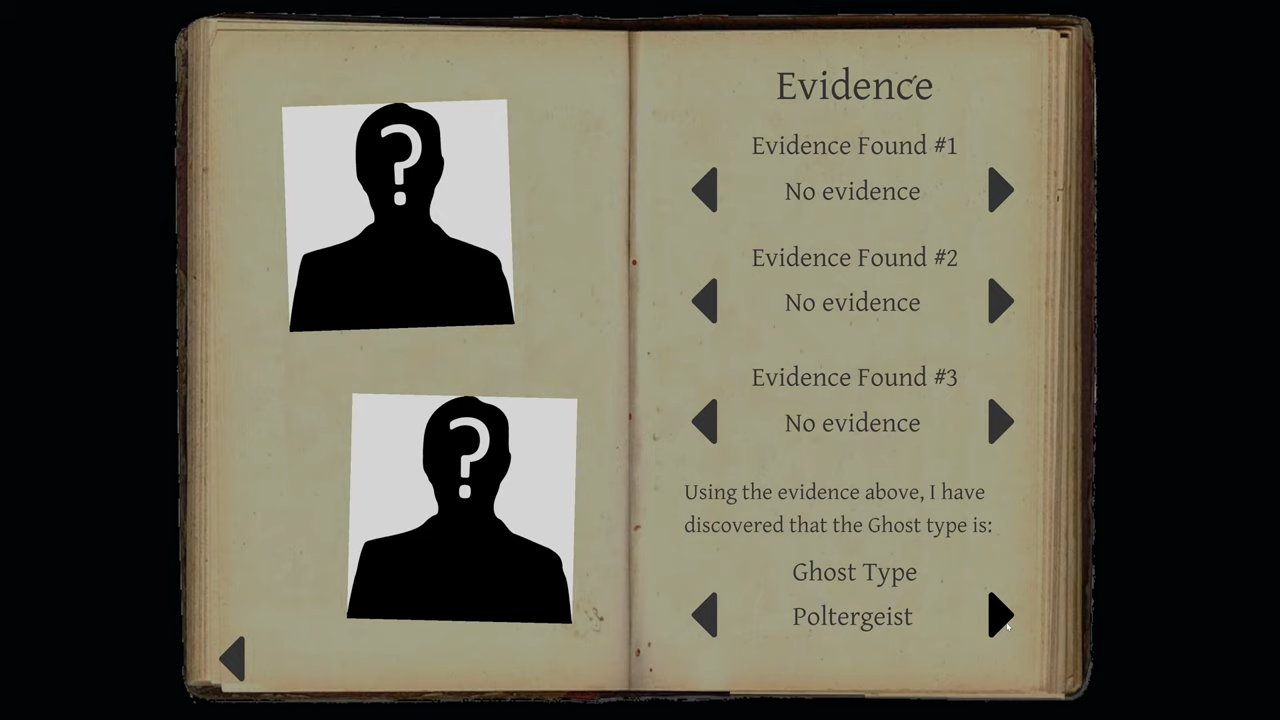 ?
?
Evidence
Evidence Found #1
No evidence
Evidence Found #2
No evidence
Evidence Found #3
No evidence
Using the evidence above, I have
discovered that the Ghost type is:
Ghost Type
Poltergeist